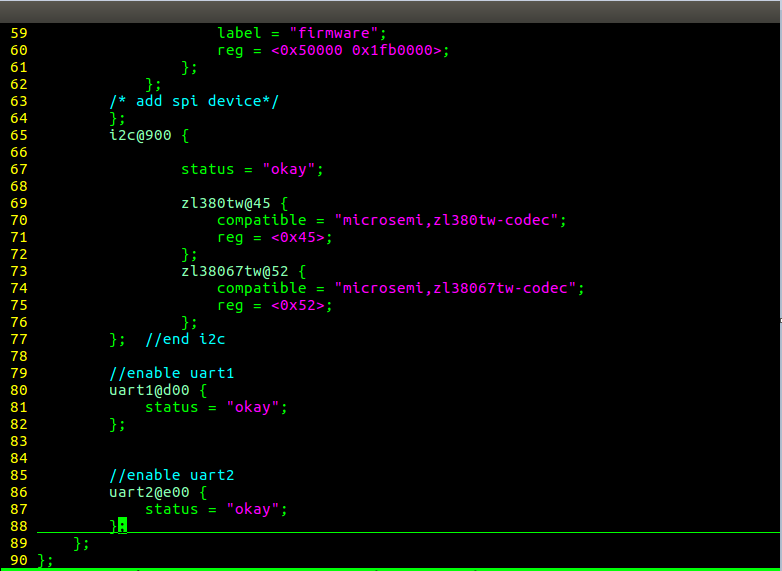 59                     label = "firmware";
60                     reg = <0x50000 0x1fb0000>;
61                 };
62             };
63         /* add spi device*/
64         };
65         i2c@900 {
66
67                 status = "okay";
68
69                 zl380tw@45 {
70                     compatible = "microsemi,zl380tw-codec";
71                     reg = <0x45>;
72                 };
73                 zl38067tw@52 {
74                     compatible = "microsemi,zl38067tw-codec";
75                     reg = <0x52>;
76                 };
77         };  //end i2c
78
79         //enable uart1
80         uart1@d00 {
81             status = "okay";
82         };
83
84
85         //enable uart2
86         uart2@e00 {
87             status = "okay";
88         };
89     };
90 };